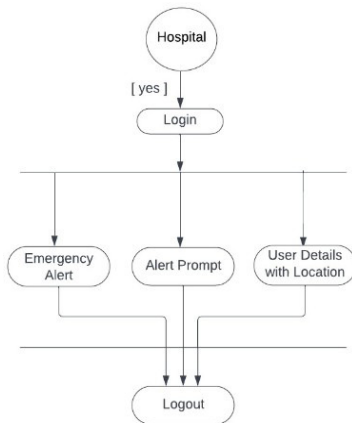 Hospital
[ yes ]
Login
Emergency
Alert
Alert Prompt
User Details
with Location
Logout